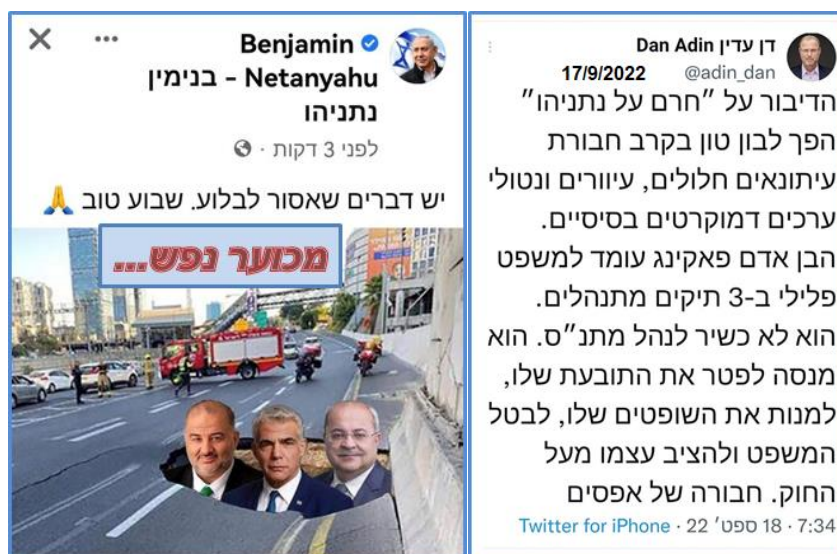 Benjamin
Netanyahu - בנימין
נתניהו
לפני 3 דקות ·
יש דברים שאסור לבלוע. שבוע טוב 🙏
מכוער נפש...
Dan Adin דן עדין
17/9/2022 @adin_dan
הדיבור על ״חרם על נתניהו״
הפך לבון טון בקרב חבורת
עיתונאים חלולים, עיוורים ונטולי
ערכים דמוקרטים בסיסיים.
הבן אדם פאקינג עומד למשפט
פלילי ב-3 תיקים מתנהלים.
הוא לא כשיר לנהל מתנ״ס. הוא
מנסה לפטר את התובעת שלו,
למנות את השופטים שלו, לבטל
המשפט ולהציב עצמו מעל
החוק. חבורה של אפסים
7:34 · 18 ספט׳ 22 · Twitter for iPhone